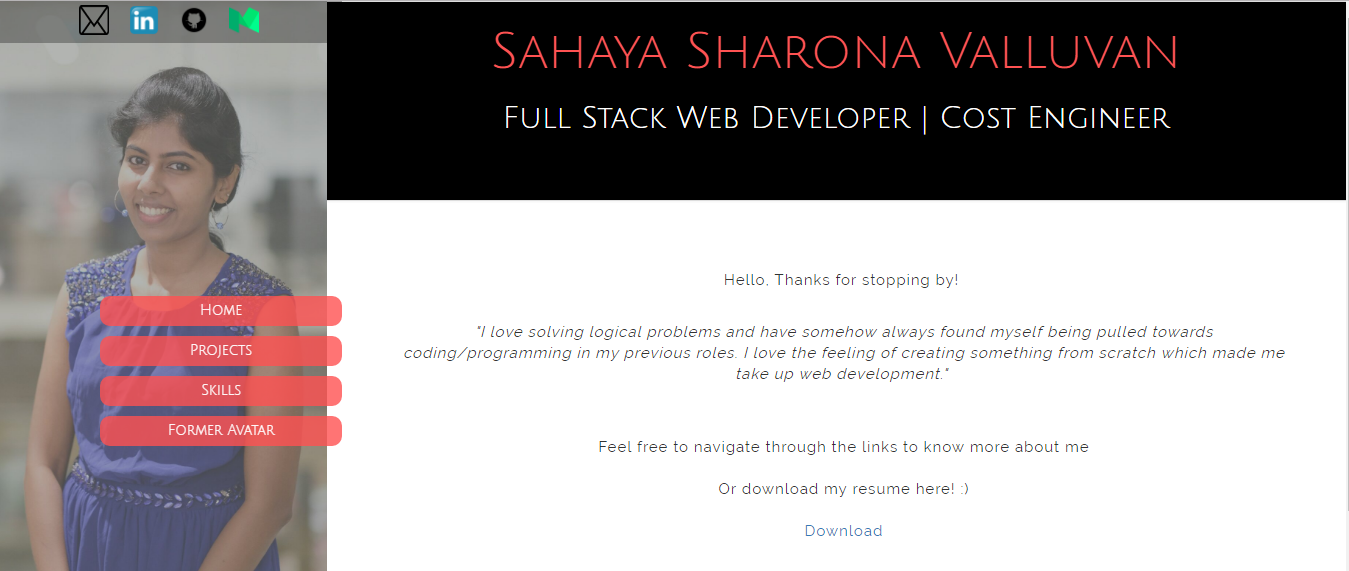 in
Sahaya Sharona Valluvan
Full Stack Web Developer | Cost Engineer
Home
Projects
Skills
Former Avatar
Hello, Thanks for stopping by!
"I love solving logical problems and have somehow always found myself being pulled towards
coding/programming in my previous roles. I love the feeling of creating something from scratch which made me
take up web development."
Feel free to navigate through the links to know more about me
Or download my resume here! :)
Download